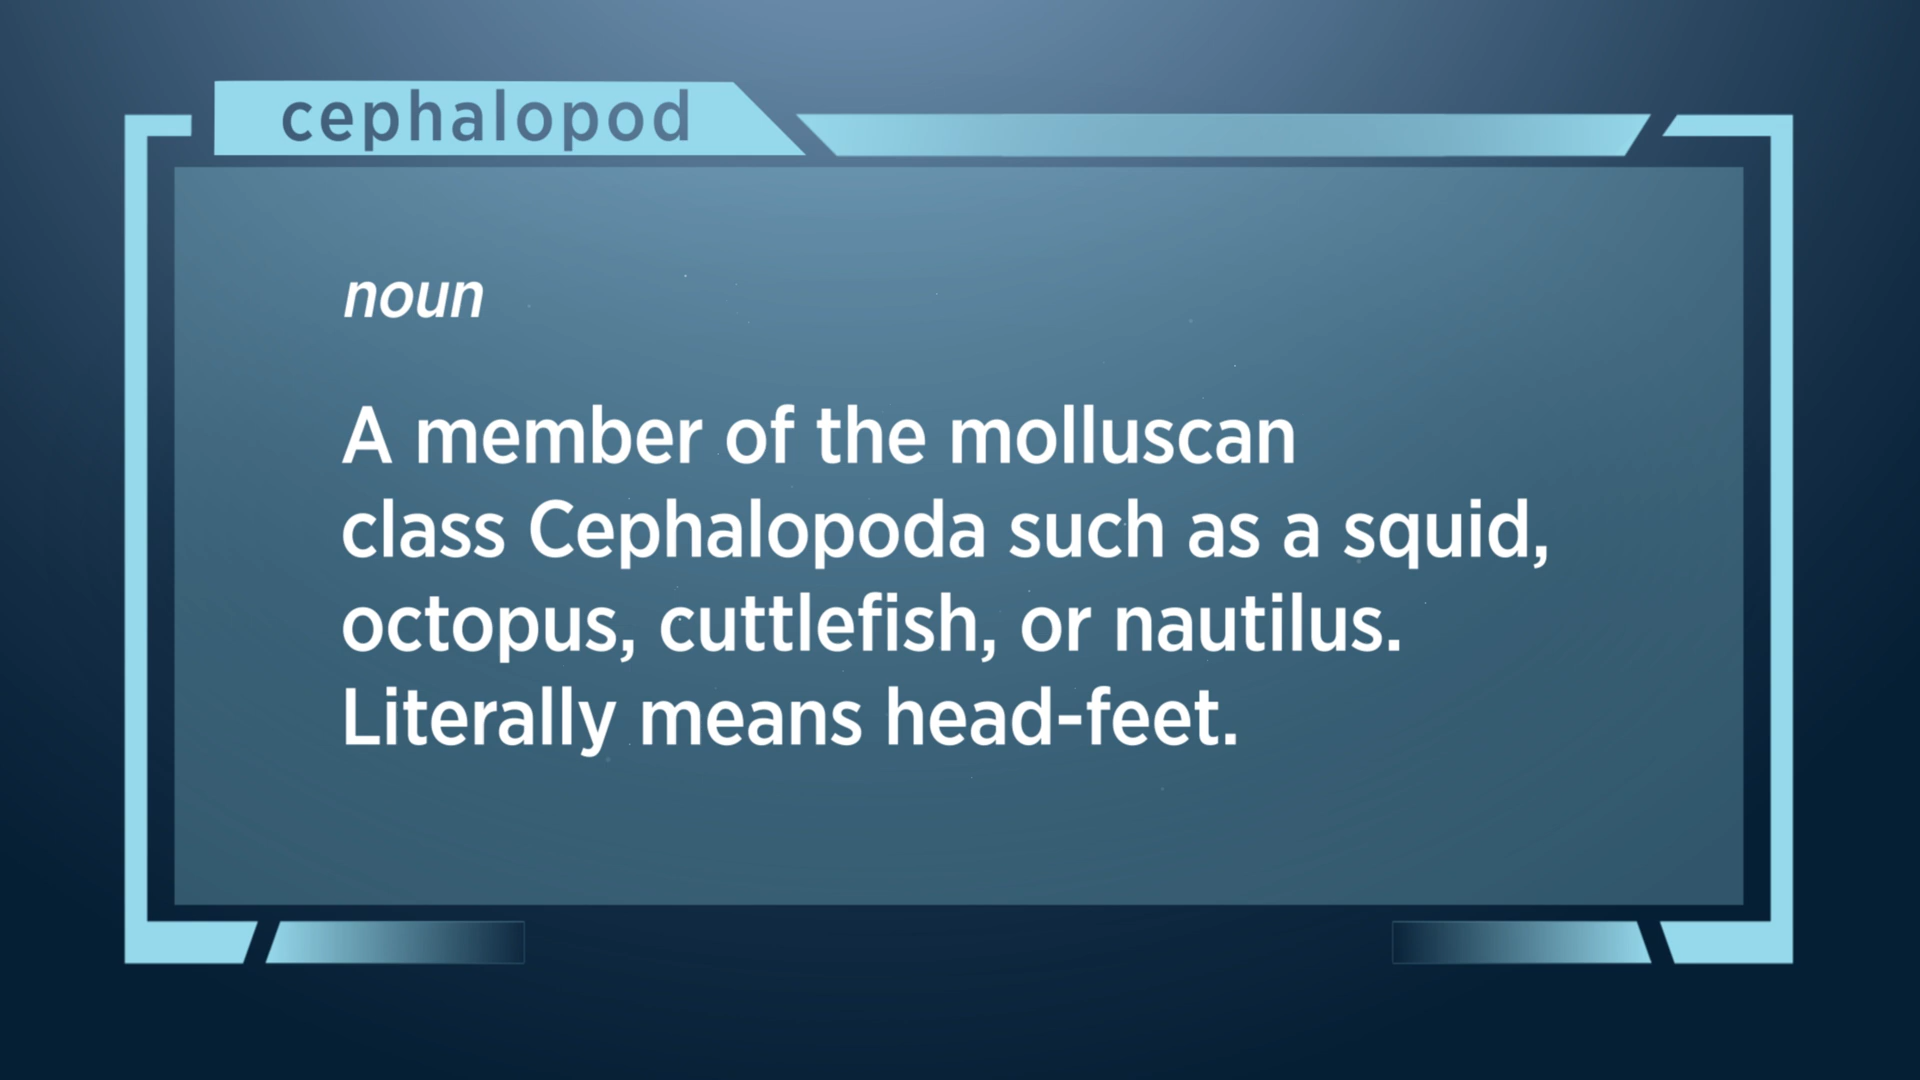 cephalopod
noun
A member of the molluscan
class Cephalopoda such as a squid,
octopus, cuttlefish, or nautilus.
Literally means head-feet.